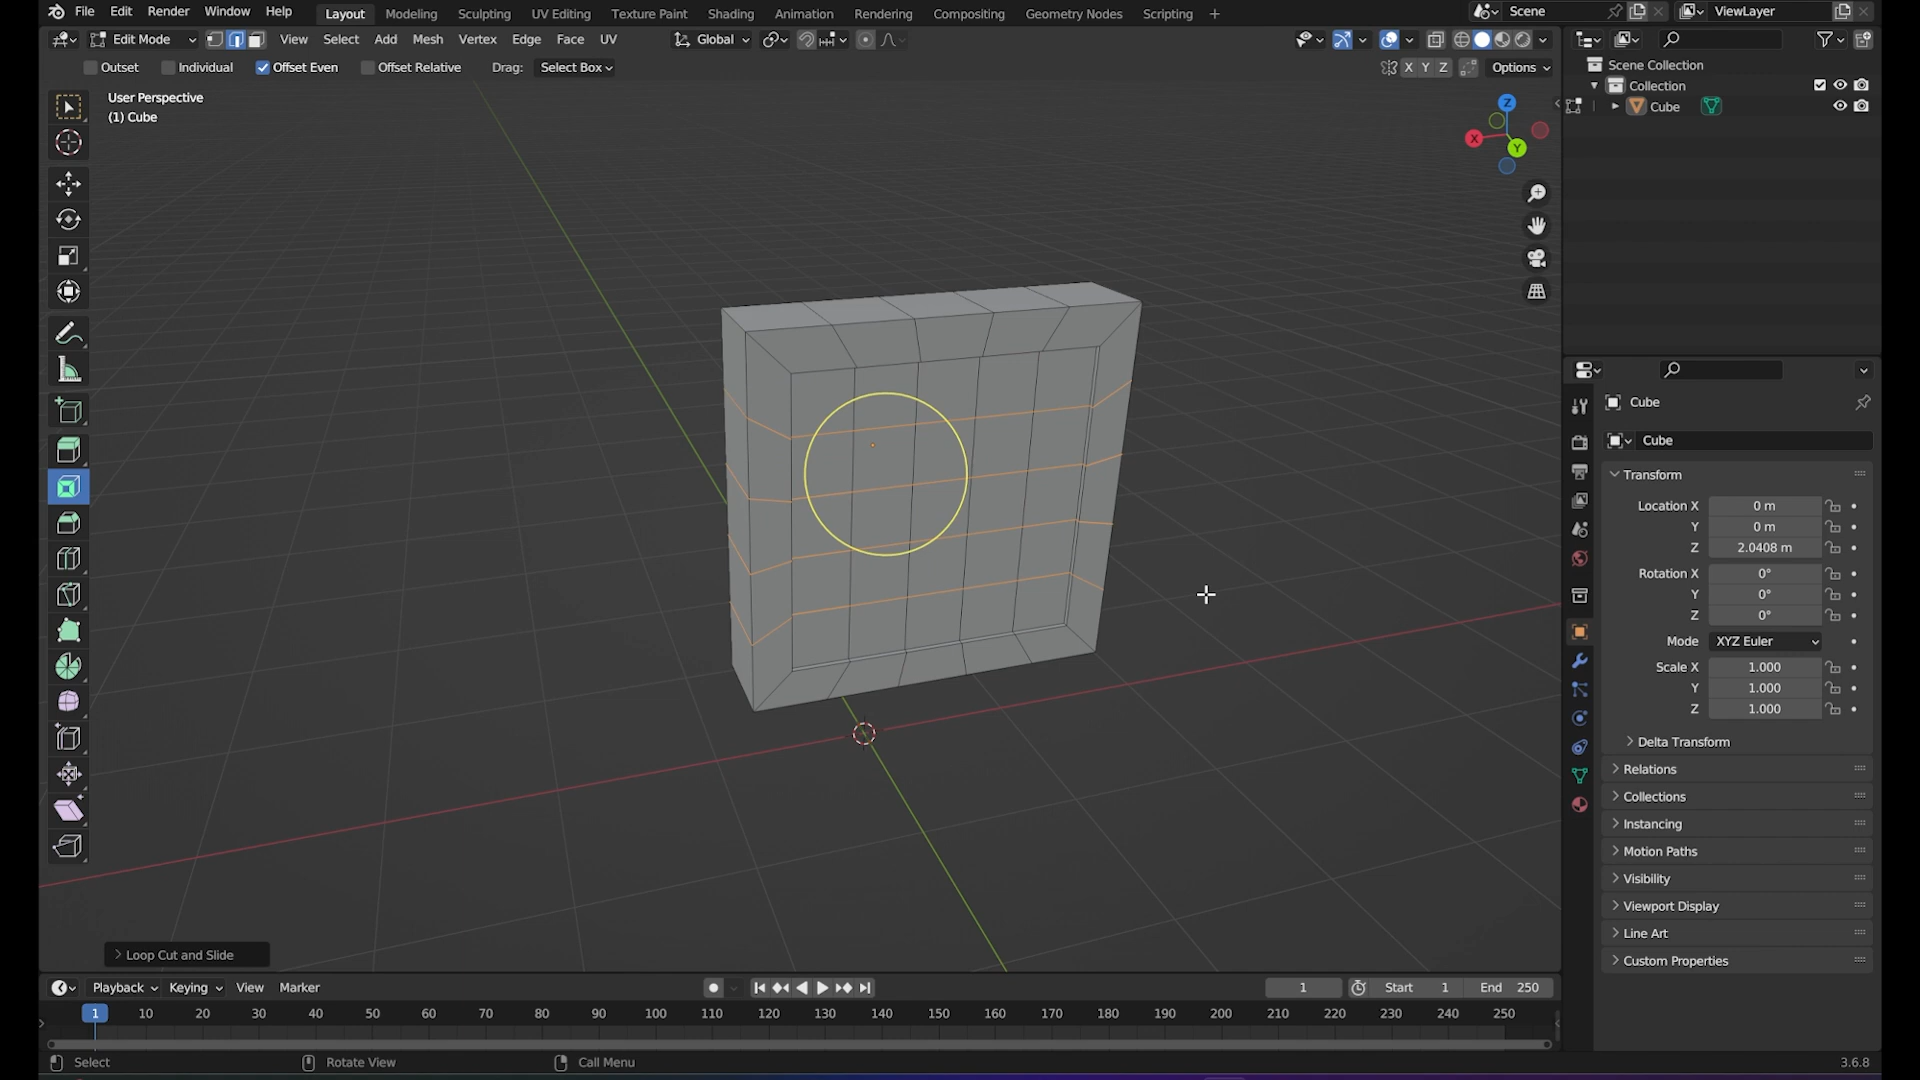 File Edit Render Window Help Layout Modeling Sculpting UV Editing Texture Paint Shading Animation Rendering Compositing Geometry Nodes Scripting + Scene ViewLayer
Edit Mode View Select Add Mesh Vertex Edge Face UV Global
Outset Individual Offset Even Offset Relative Drag: Select Box X Y Z Options
User Perspective
(1) Cube
Z
X
Y
Scene Collection
Collection
Cube
Cube
Cube
Transform
Location X 0 m
Y 0 m
Z 2.0408 m
Rotation X 0°
Y 0°
Z 0°
Mode XYZ Euler
Scale X 1.000
Y 1.000
Z 1.000
Delta Transform
Relations
Collections
Instancing
Motion Paths
Visibility
Viewport Display
Line Art
Custom Properties
Loop Cut and Slide
Playback Keying View Marker 1 Start 1 End 250
1 10 20 30 40 50 60 70 80 90 100 110 120 130 140 150 160 170 180 190 200 210 220 230 240 250
Select Rotate View Call Menu 3.6.8